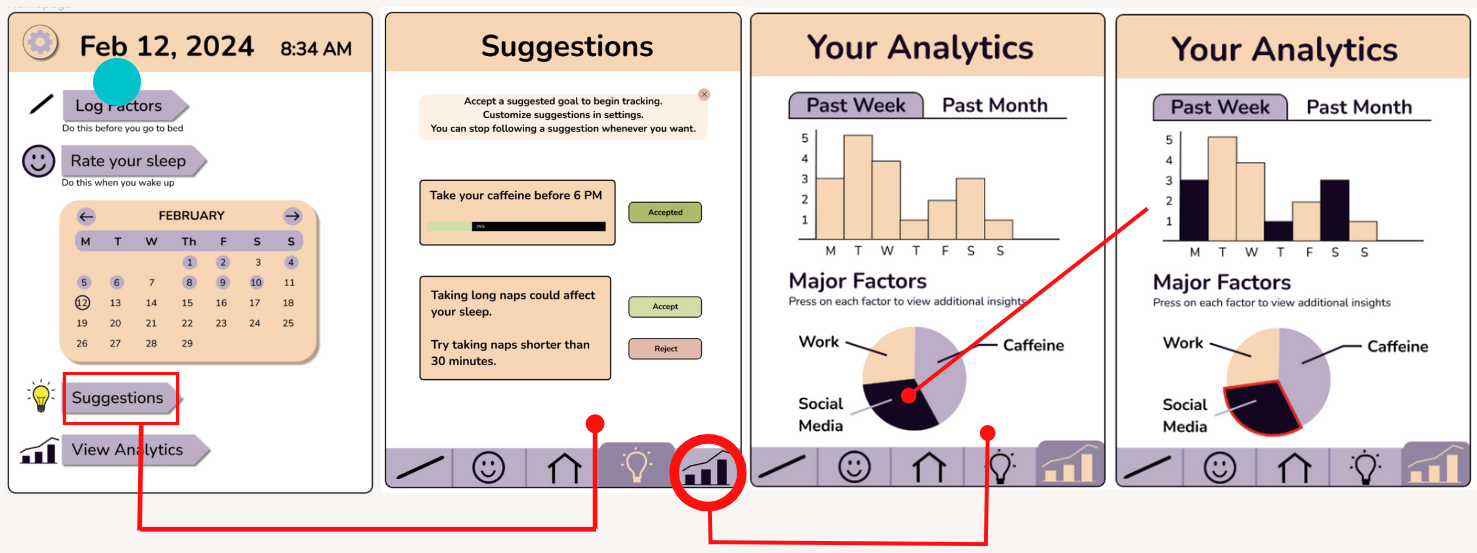 Homepage
Feb 12, 2024
8:34 AM
Log Factors
Do this before you go to bed
Rate your sleep
Do this when you wake up
FEBRUARY
M T W Th F S S
1 2 3 4
5 6 7 8 9 10 11
12 13 14 15 16 17 18
19 20 21 22 23 24 25
26 27 28 29
Suggestions
View Analytics
Suggestions
Accept a suggested goal to begin tracking.
Customize suggestions in settings.
You can stop following a suggestion whenever you want.
Take your caffeine before 6 PM
25%
Accepted
Taking long naps could affect
your sleep.
Try taking naps shorter than
30 minutes.
Accept
Reject
Your Analytics
Past Week
Past Month
5
4
3
2
1
M T W T F S S
Major Factors
Press on each factor to view additional insights
Work
Caffeine
Social
Media
Your Analytics
Past Week
Past Month
5
4
3
2
1
M T W T F S S
Major Factors
Press on each factor to view additional insights
Work
Caffeine
Social
Media